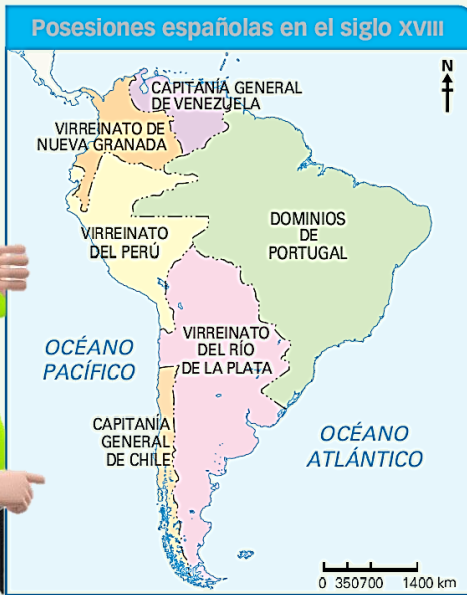 Posesiones españolas en el siglo XVIII
N
CAPITANÍA GENERAL
DE VENEZUELA
VIRREINATO DE
NUEVA GRANADA
VIRREINATO
DEL PERÚ
DOMINIOS
DE
PORTUGAL
VIRREINATO
DEL RÍO
DE LA PLATA
OCÉANO
PACÍFICO
CAPITANÍA
GENERAL
DE CHILE
OCÉANO
ATLÁNTICO
0 350700 1400 km